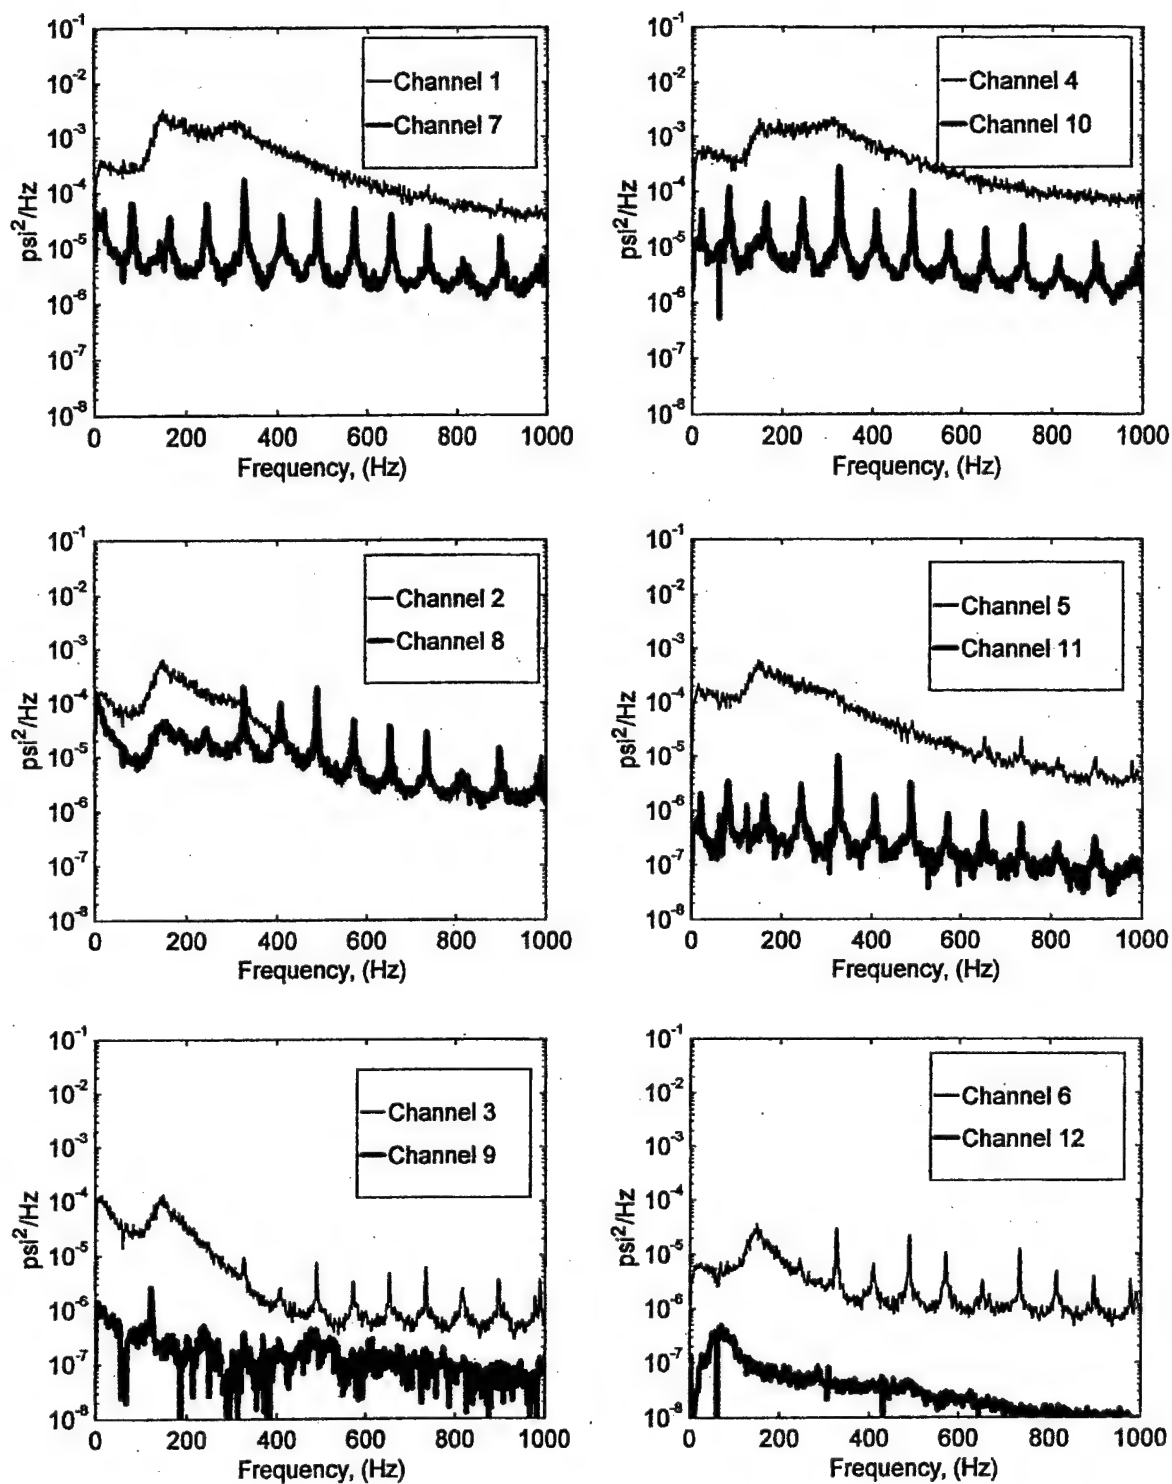 10-1
10-2
10-3
10-4
10-5
10-6
10-7
10-8
psi2/Hz
Channel 1
Channel 7
0 200 400 600 800 1000
Frequency, (Hz)
10-1
10-2
10-3
10-4
10-5
10-6
10-7
10-8
psi2/Hz
Channel 4
Channel 10
0 200 400 600 800 1000
Frequency, (Hz)
10-1
10-2
10-3
10-4
10-5
10-6
10-7
10-8
psi2/Hz
Channel 2
Channel 8
0 200 400 600 800 1000
Frequency, (Hz)
10-1
10-2
10-3
10-4
10-5
10-6
10-7
10-8
psi2/Hz
Channel 5
Channel 11
0 200 400 600 800 1000
Frequency, (Hz)
10-1
10-2
10-3
10-4
10-5
10-6
10-7
10-8
psi2/Hz
Channel 3
Channel 9
0 200 400 600 800 1000
Frequency, (Hz)
10-1
10-2
10-3
10-4
10-5
10-6
10-7
10-8
psi2/Hz
Channel 6
Channel 12
0 200 400 600 800 1000
Frequency, (Hz)